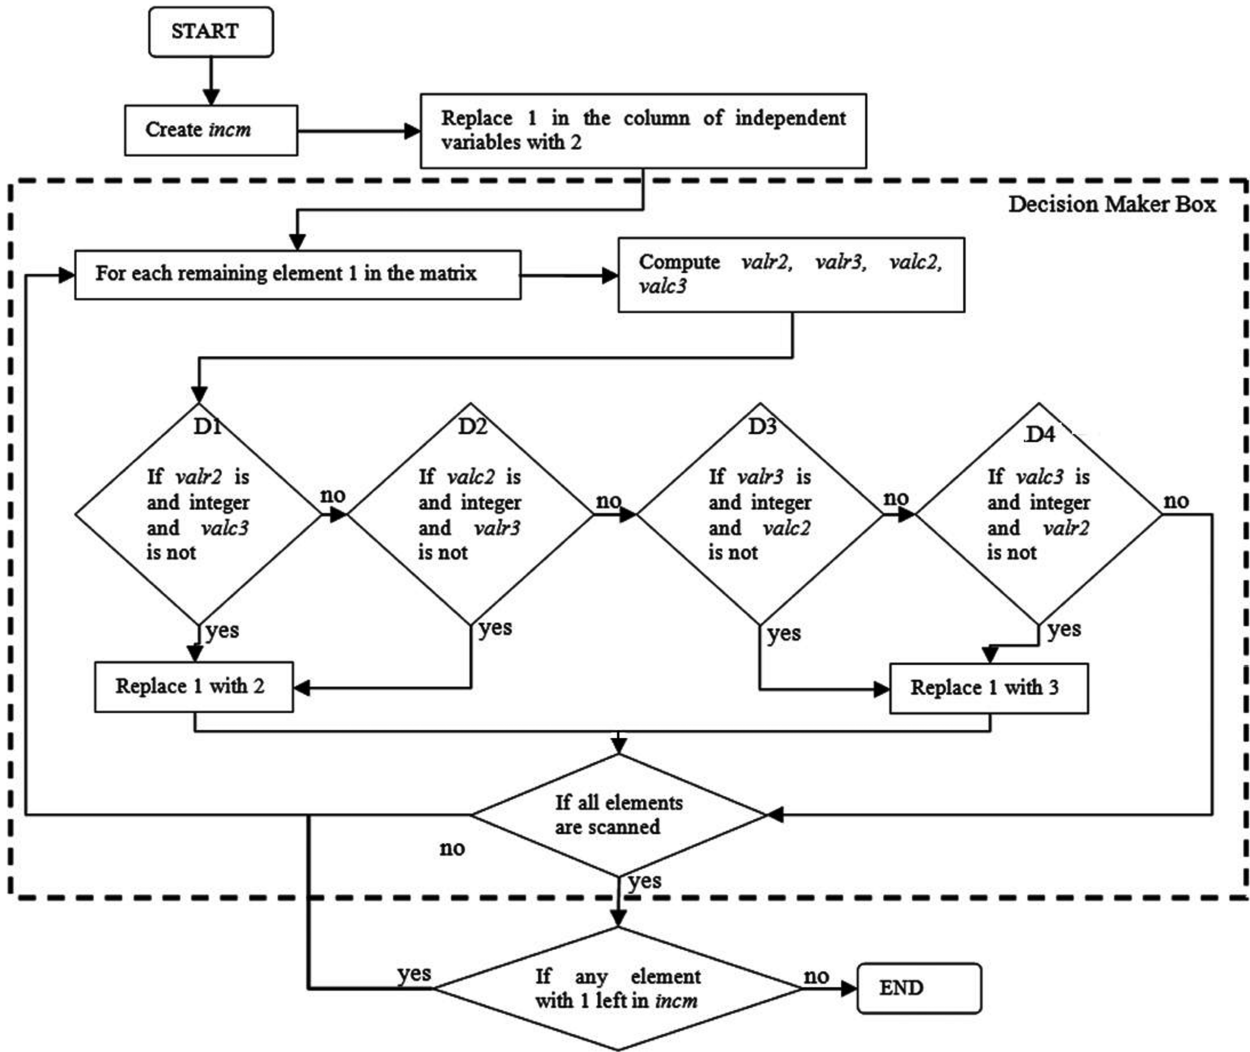 START
Create incm
Replace 1 in the column of independent
variables with 2
Decision Maker Box
For each remaining element 1 in the matrix
Compute valr2, valr3, valc2,
valc3
D1
If valr2 is
and integer
and valc3
is not
no
D2
If valc2 is
and integer
and valr3
is not
no
D3
If valr3 is
and integer
and valc2
is not
no
D4
If valc3 is
and integer
and valr2
is not
no
yes
yes
yes
yes
Replace 1 with 2
Replace 1 with 3
If all elements
are scanned
no
yes
If any element
with 1 left in incm
yes
no
END